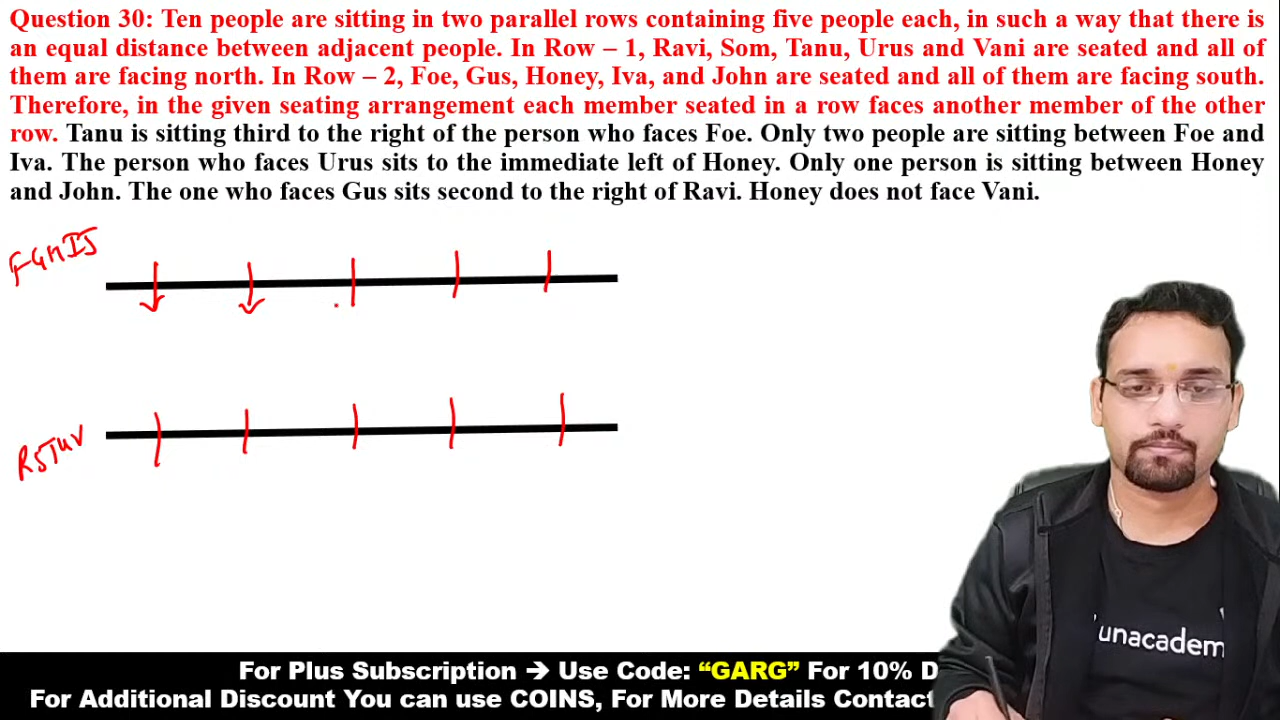 Question 30: Ten people are sitting in two parallel rows containing five people each, in such a way that there is
an equal distance between adjacent people. In Row – 1, Ravi, Som, Tanu, Urus and Vani are seated and all of
them are facing north. In Row – 2, Foe, Gus, Honey, Iva, and John are seated and all of them are facing south.
Therefore, in the given seating arrangement each member seated in a row faces another member of the other
row. Tanu is sitting third to the right of the person who faces Foe. Only two people are sitting between Foe and
Iva. The person who faces Urus sits to the immediate left of Honey. Only one person is sitting between Honey
and John. The one who faces Gus sits second to the right of Ravi. Honey does not face Vani.
FGHIJ
RSTUV
unacadem
For Plus Subscription → Use Code: “GARG” For 10% D
For Additional Discount You can use COINS, For More Details Contact